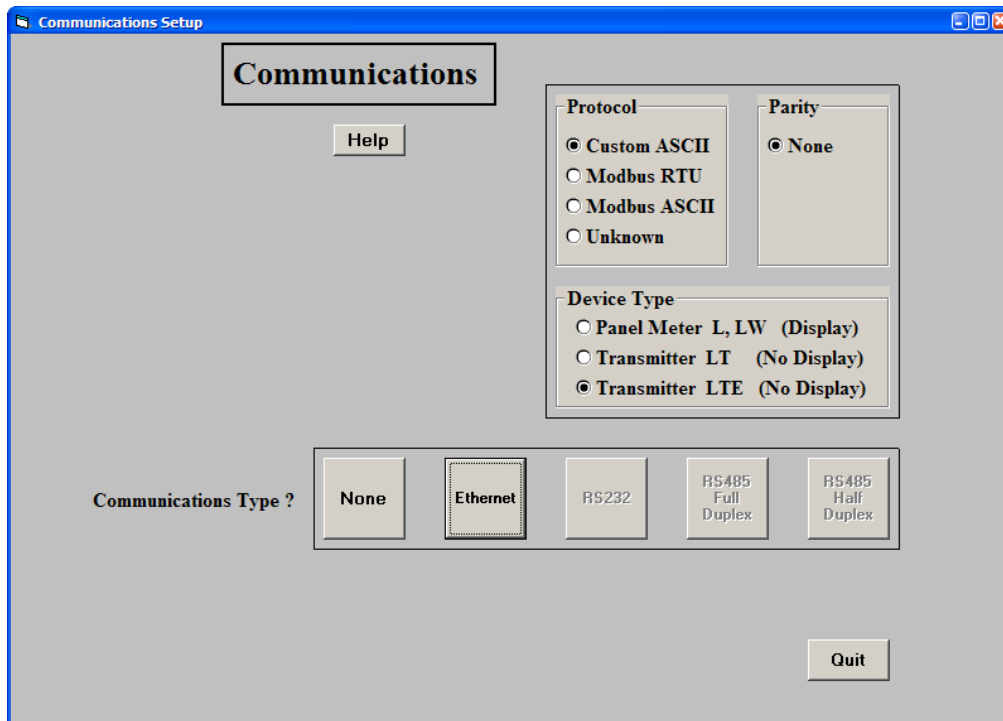 Communications Setup
Communications
Help
Protocol
Custom ASCII
Modbus RTU
Modbus ASCII
Unknown
Parity
None
Device Type
Panel Meter L, LW (Display)
Transmitter LT (No Display)
Transmitter LTE (No Display)
Communications Type ?
None
Ethernet
RS232
RS485
Full
Duplex
RS485
Half
Duplex
Quit